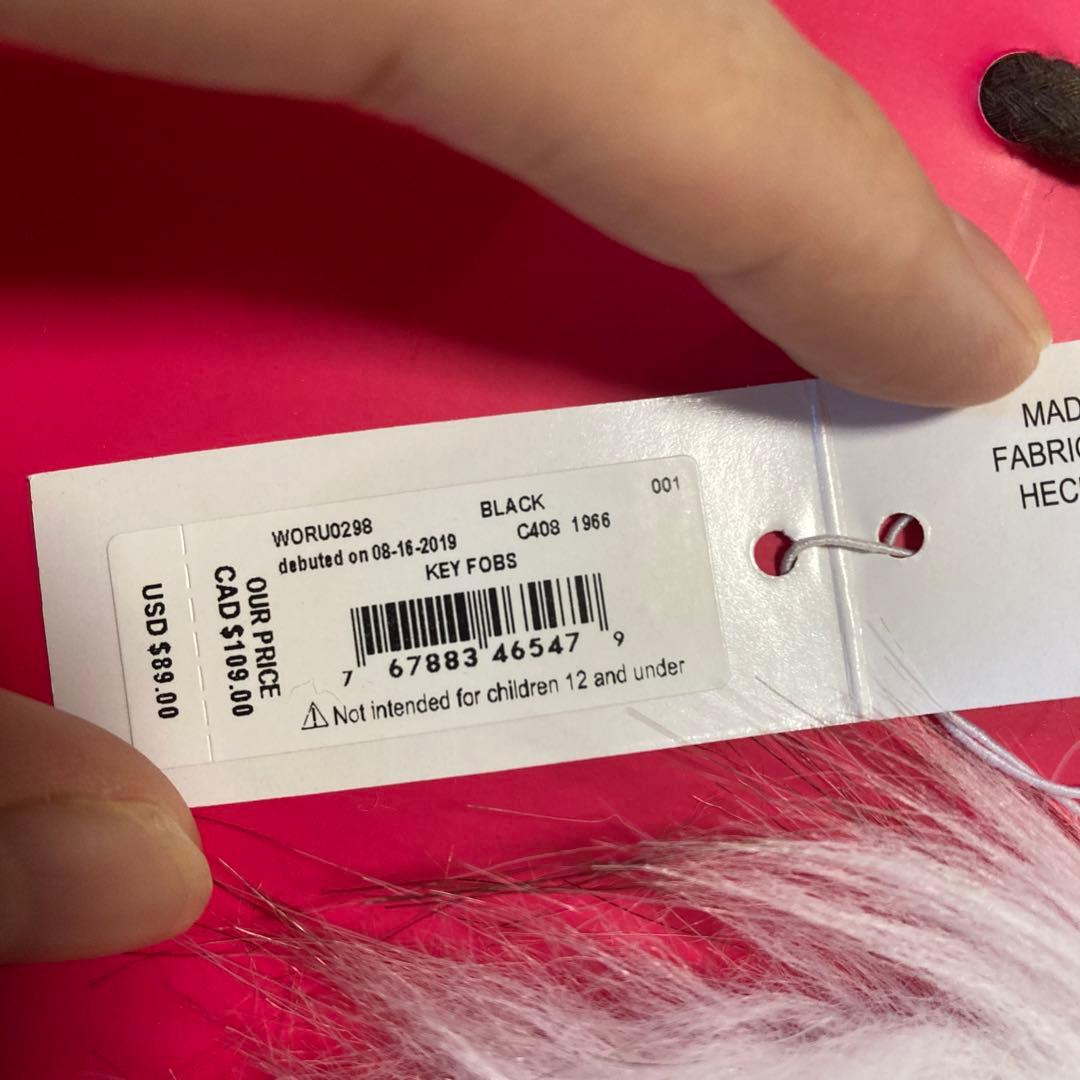 WORU0298 BLACK 001
debuted on 08-16-2019 C408 1966
KEY FOBS
7 67883 46547 9
⚠ Not intended for children 12 and under
OUR PRICE
CAD $109.00
USD $89.00
MAD
FABRIC
HEC